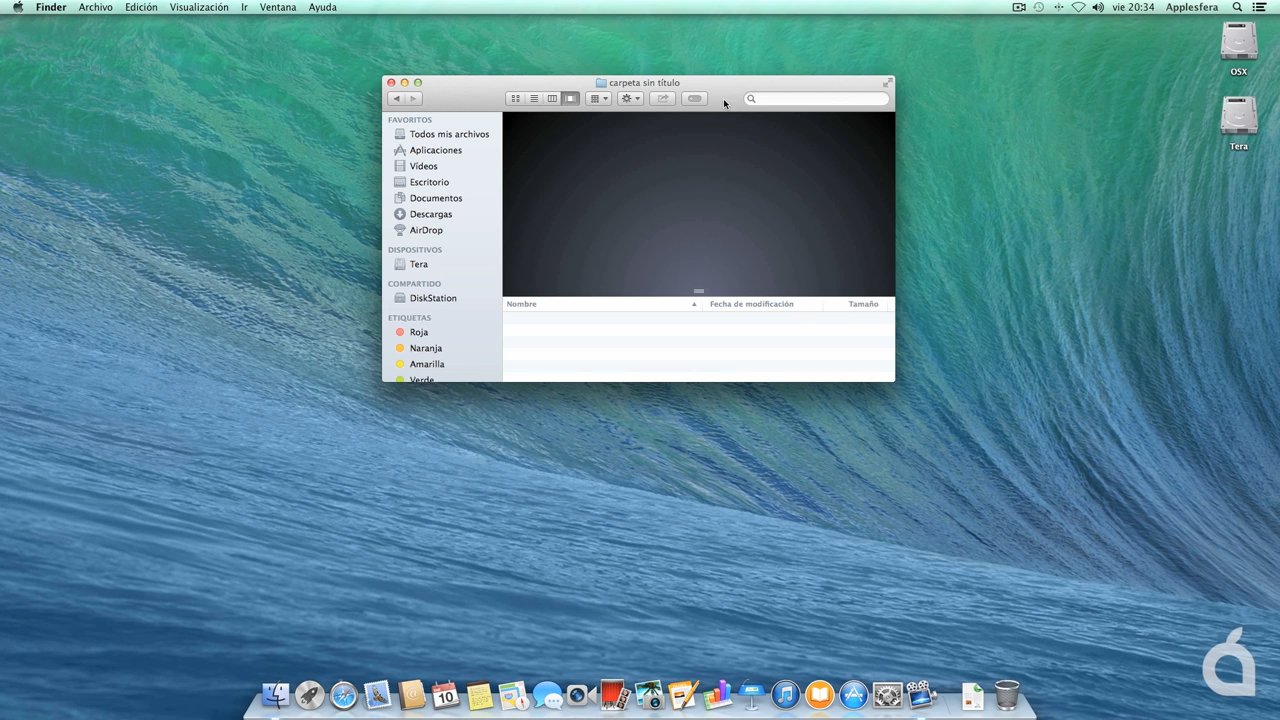 Finder Archivo Edición Visualización Ir Ventana Ayuda vie 20:34 Applesfera
OSX
Tera
carpeta sin título
FAVORITOS
Todos mis archivos
Aplicaciones
Vídeos
Escritorio
Documentos
Descargas
AirDrop
DISPOSITIVOS
Tera
COMPARTIDO
DiskStation
ETIQUETAS
Roja
Naranja
Amarilla
Verde
Nombre Fecha de modificación Tamaño
10